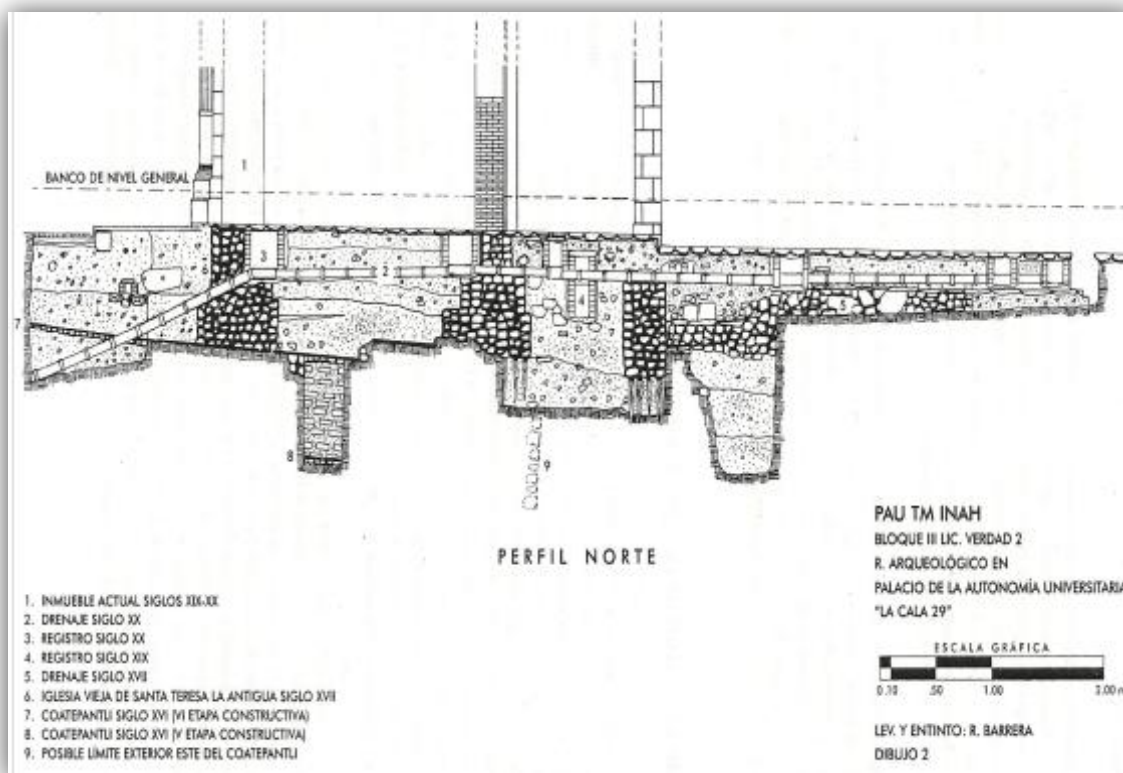 BANCO DE NIVEL GENERAL
1
3
2
6
4
5
7
8
9
PERFIL NORTE
1. INMUEBLE ACTUAL SIGLOS XIX-XX
2. DRENAJE SIGLO XX
3. REGISTRO SIGLO XX
4. REGISTRO SIGLO XIX
5. DRENAJE SIGLO XVII
6. IGLESIA VIEJA DE SANTA TERESA LA ANTIGUA SIGLO XVII
7. COATEPANTLI SIGLO XVI (VI ETAPA CONSTRUCTIVA)
8. COATEPANTLI SIGLO XVI (V ETAPA CONSTRUCTIVA)
9. POSIBLE LÍMITE EXTERIOR ESTE DEL COATEPANTLI
PAU TM INAH
BLOQUE III LIC. VERDAD 2
R. ARQUEOLÓGICO EN
PALACIO DE LA AUTONOMÍA UNIVERSITARIA
"LA CALA 29"
ESCALA GRÁFICA
0.10 .50 1.00 3.00 m
LEV. Y ENTINTO: R. BARRERA
DIBUJO 2